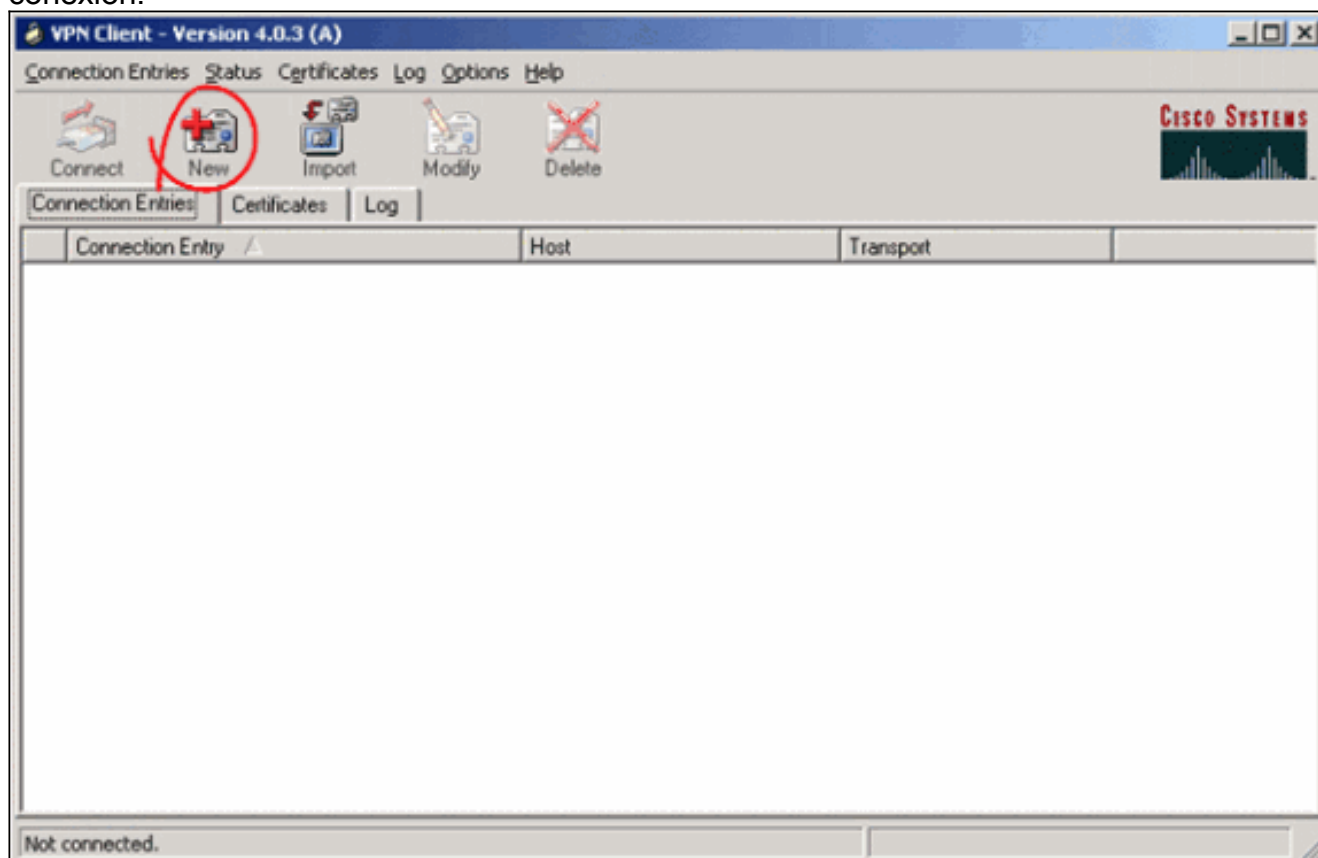 conexión.
VPN Client - Version 4.0.3 (A)
Connection Entries Status Certificates Log Options Help
Connect New Import Modify Delete
CISCO SYSTEMS
Connection Entries Certificates Log
Connection Entry Host Transport
Not connected.